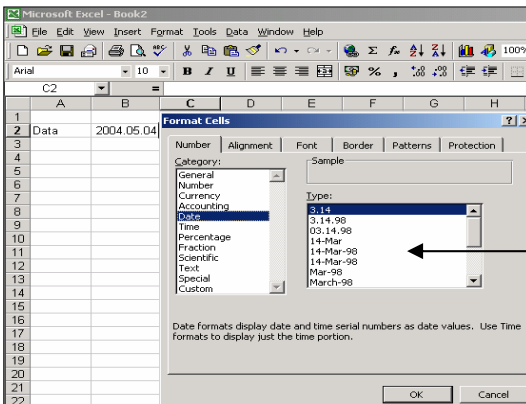 Microsoft Excel - Book2
File Edit View Insert Format Tools Data Window Help
100%
Arial 10 B I U % ,
C2 =
A B C D E F G H
1
2 Data 2004.05.04
3
4
5
6
7
8
9
10
11
12
13
14
15
16
17
18
19
20
21
22
Format Cells
Number Alignment Font Border Patterns Protection
Category:
General
Number
Currency
Accounting
Date
Time
Percentage
Fraction
Scientific
Text
Special
Custom
Sample
Type:
3.14
3.14.98
03.14.98
14-Mar
14-Mar-98
14-Mar-98
Mar-98
March-98
Date formats display date and time serial numbers as date values. Use Time
formats to display just the time portion.
OK Cancel